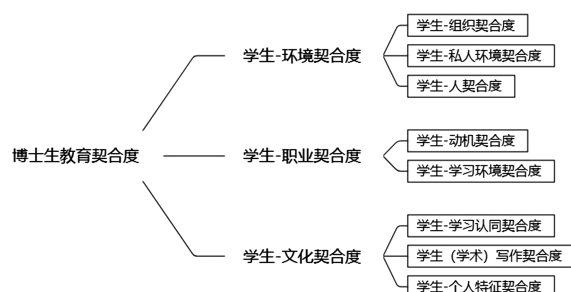 博士生教育契合度
学生-环境契合度
学生-组织契合度
学生-私人环境契合度
学生-人契合度
学生-职业契合度
学生-动机契合度
学生-学习环境契合度
学生-文化契合度
学生-学习认同契合度
学生（学术）写作契合度
学生-个人特征契合度